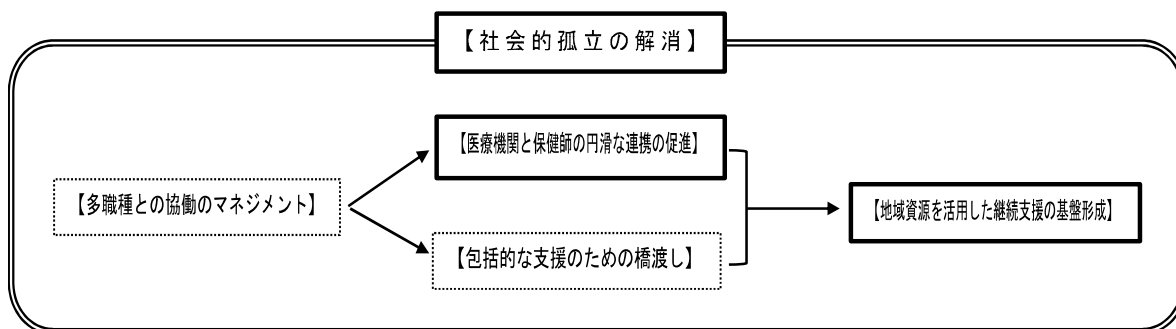 【社会的孤立の解消】
【医療機関と保健師の円滑な連携の促進】
【多職種との協働のマネジメント】
【地域資源を活用した継続支援の基盤形成】
【包括的な支援のための橋渡し】